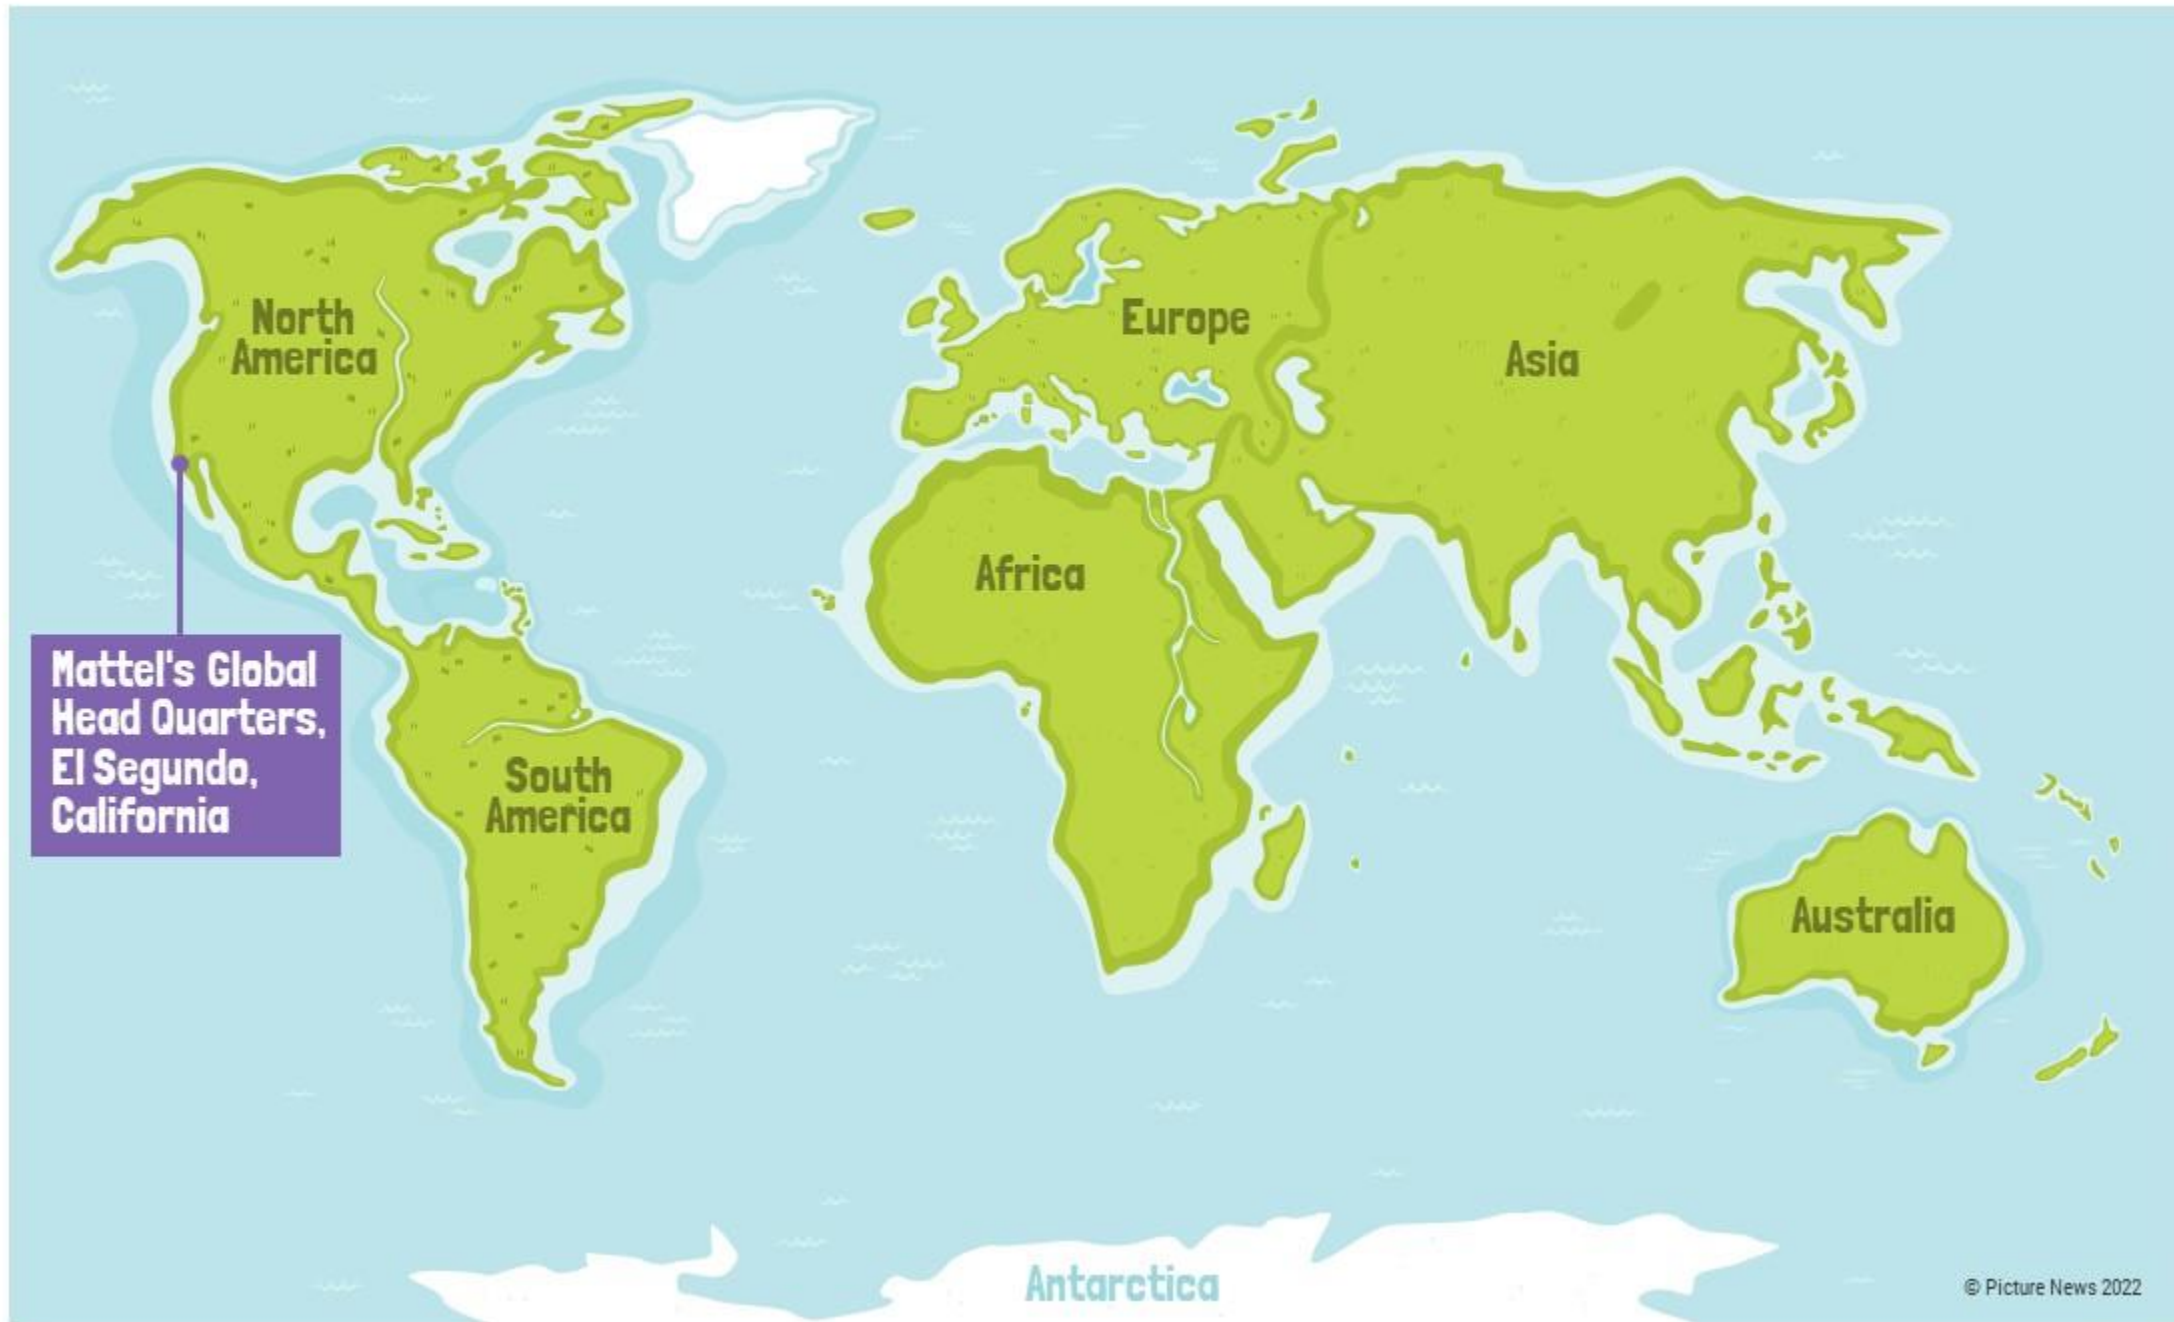 North
America
Europe
Asia
Africa
Mattel's Global
Head Quarters,
El Segundo,
California
South
America
Australia
Antarctica
© Picture News 2022